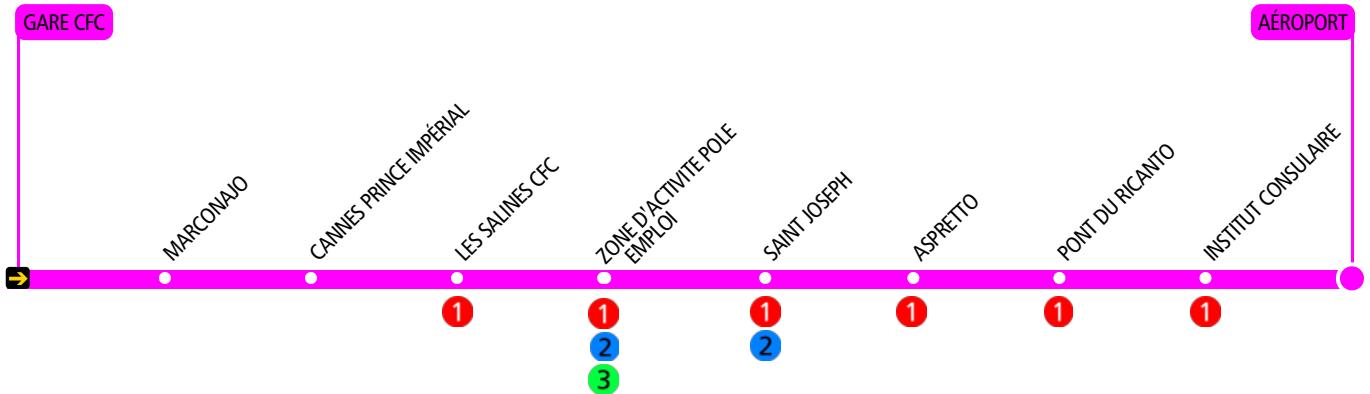 GARE CFC
AÉROPORT
MARCONAJO
CANNES PRINCE IMPÉRIAL
LES SALINES CFC
ZONE D'ACTIVITE POLE
EMPLOI
SAINT JOSEPH
ASPRETTO
PONT DU RICANTO
INSTITUT CONSULAIRE
1
1
1
1
1
1
2
2
3